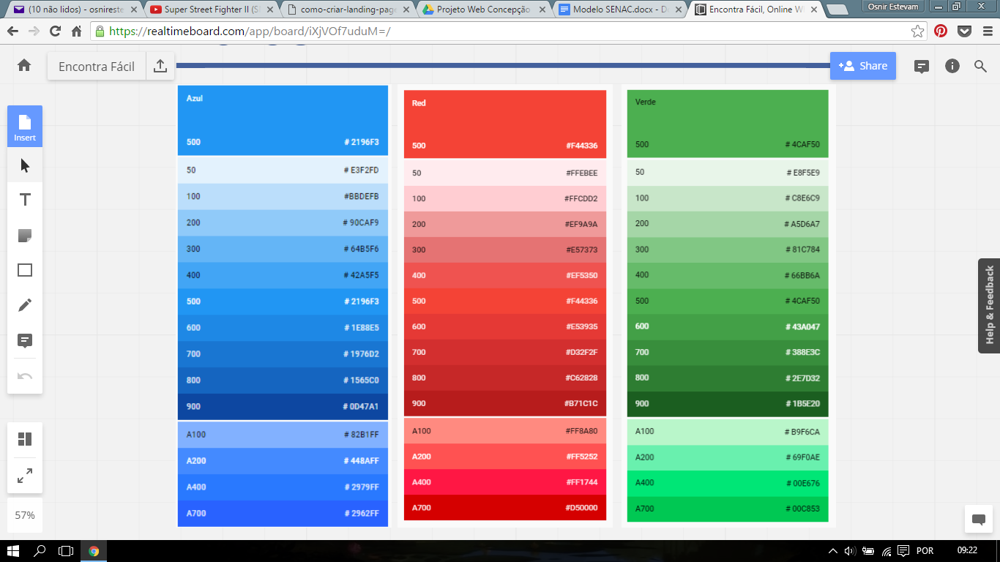 (10 não lidos) - osnireste
Super Street Fighter II (S
como-criar-landing-page
Projeto Web Concepção
Modelo SENAC.docx - D
Encontra Fácil, Online W
Osnir Estevam
https://realtimeboard.com/app/board/iXjVOf7uduM=/
Encontra Fácil
Share
Insert
T
57%
Help & Feedback
Azul
500 # 2196F3
50 # E3F2FD
100 #BBDEFB
200 # 90CAF9
300 # 64B5F6
400 # 42A5F5
500 # 2196F3
600 # 1E88E5
700 # 1976D2
800 # 1565C0
900 # 0D47A1
A100 # 82B1FF
A200 # 448AFF
A400 # 2979FF
A700 # 2962FF
Red
500 #F44336
50 #FFEBEE
100 #FFCDD2
200 #EF9A9A
300 #E57373
400 #EF5350
500 #F44336
600 #E53935
700 #D32F2F
800 #C62828
900 #B71C1C
A100 #FF8A80
A200 #FF5252
A400 #FF1744
A700 #D50000
Verde
500 # 4CAF50
50 # E8F5E9
100 # C8E6C9
200 # A5D6A7
300 # 81C784
400 # 66BB6A
500 # 4CAF50
600 # 43A047
700 # 388E3C
800 # 2E7D32
900 # 1B5E20
A100 # B9F6CA
A200 # 69F0AE
A400 # 00E676
A700 # 00C853
POR
09:22